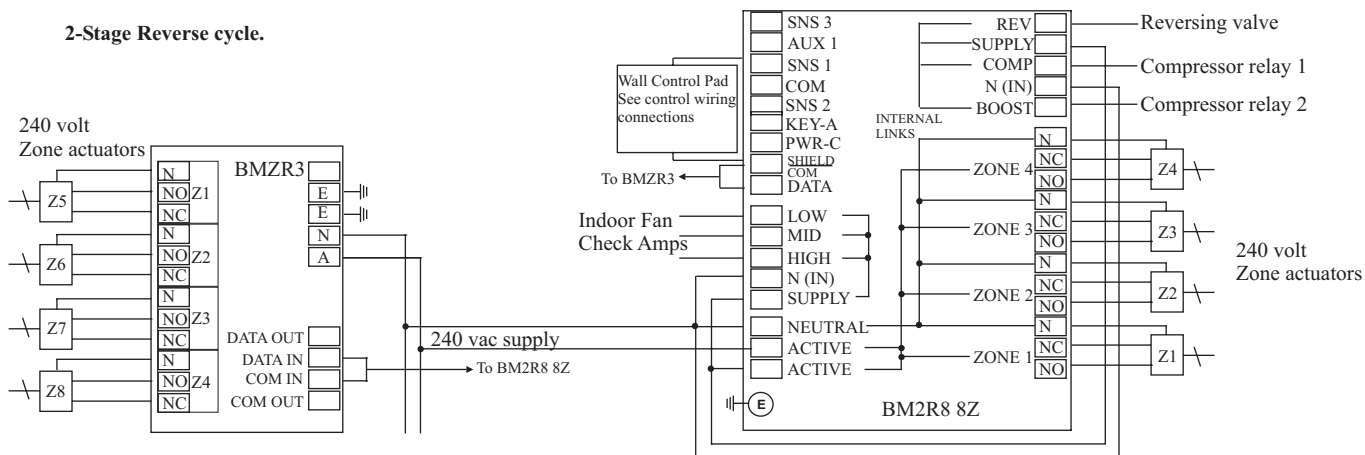 2-Stage Reverse cycle.
240 volt
Zone actuators
Z5
Z6
Z7
Z8
N
NO Z1
NC
N
NO Z2
NC
N
NO Z3
NC
N
NO Z4
NC
BMZR3
E
E
N
A
DATA OUT
DATA IN
COM IN
COM OUT
To BM2R8 8Z
240 vac supply
Wall Control Pad
See control wiring
connections
To BMZR3
Indoor Fan
Check Amps
SNS 3
AUX 1
SNS 1
COM
SNS 2
KEY-A
PWR-C
SHIELD
COM
DATA
LOW
MID
HIGH
N (IN)
SUPPLY
NEUTRAL
ACTIVE
ACTIVE
E
BM2R8 8Z
REV
SUPPLY
COMP
N (IN)
BOOST
INTERNAL
LINKS
N
ZONE 4 NC
NO
N
ZONE 3 NC
NO
N
ZONE 2 NC
NO
N
ZONE 1 NC
NO
Reversing valve
Compressor relay 1
Compressor relay 2
Z4
Z3
Z2
Z1
240 volt
Zone actuators